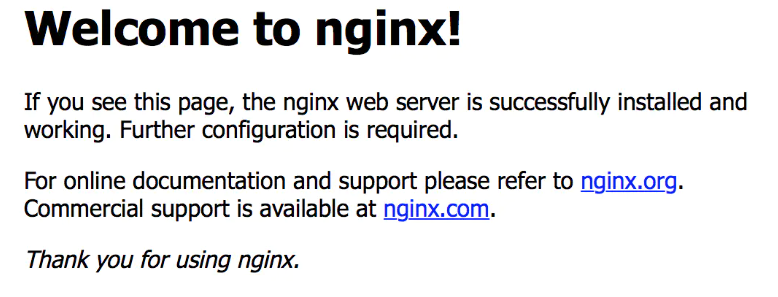 Welcome to nginx!
If you see this page, the nginx web server is successfully installed and
working. Further configuration is required.
For online documentation and support please refer to nginx.org.
Commercial support is available at nginx.com.
Thank you for using nginx.